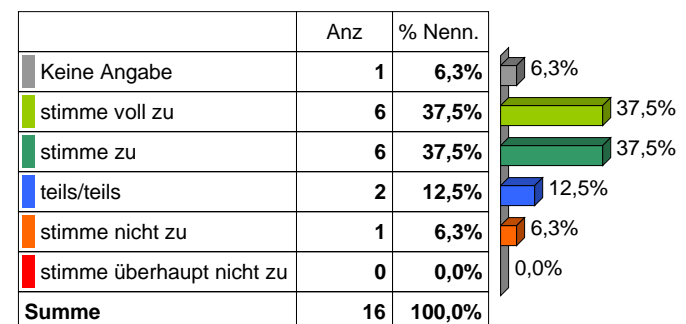 Anz % Nenn.
Keine Angabe 1 6,3% 6,3%
stimme voll zu 6 37,5% 37,5%
stimme zu 6 37,5% 37,5%
teils/teils 2 12,5% 12,5%
stimme nicht zu 1 6,3% 6,3%
stimme überhaupt nicht zu 0 0,0% 0,0%
Summe 16 100,0%